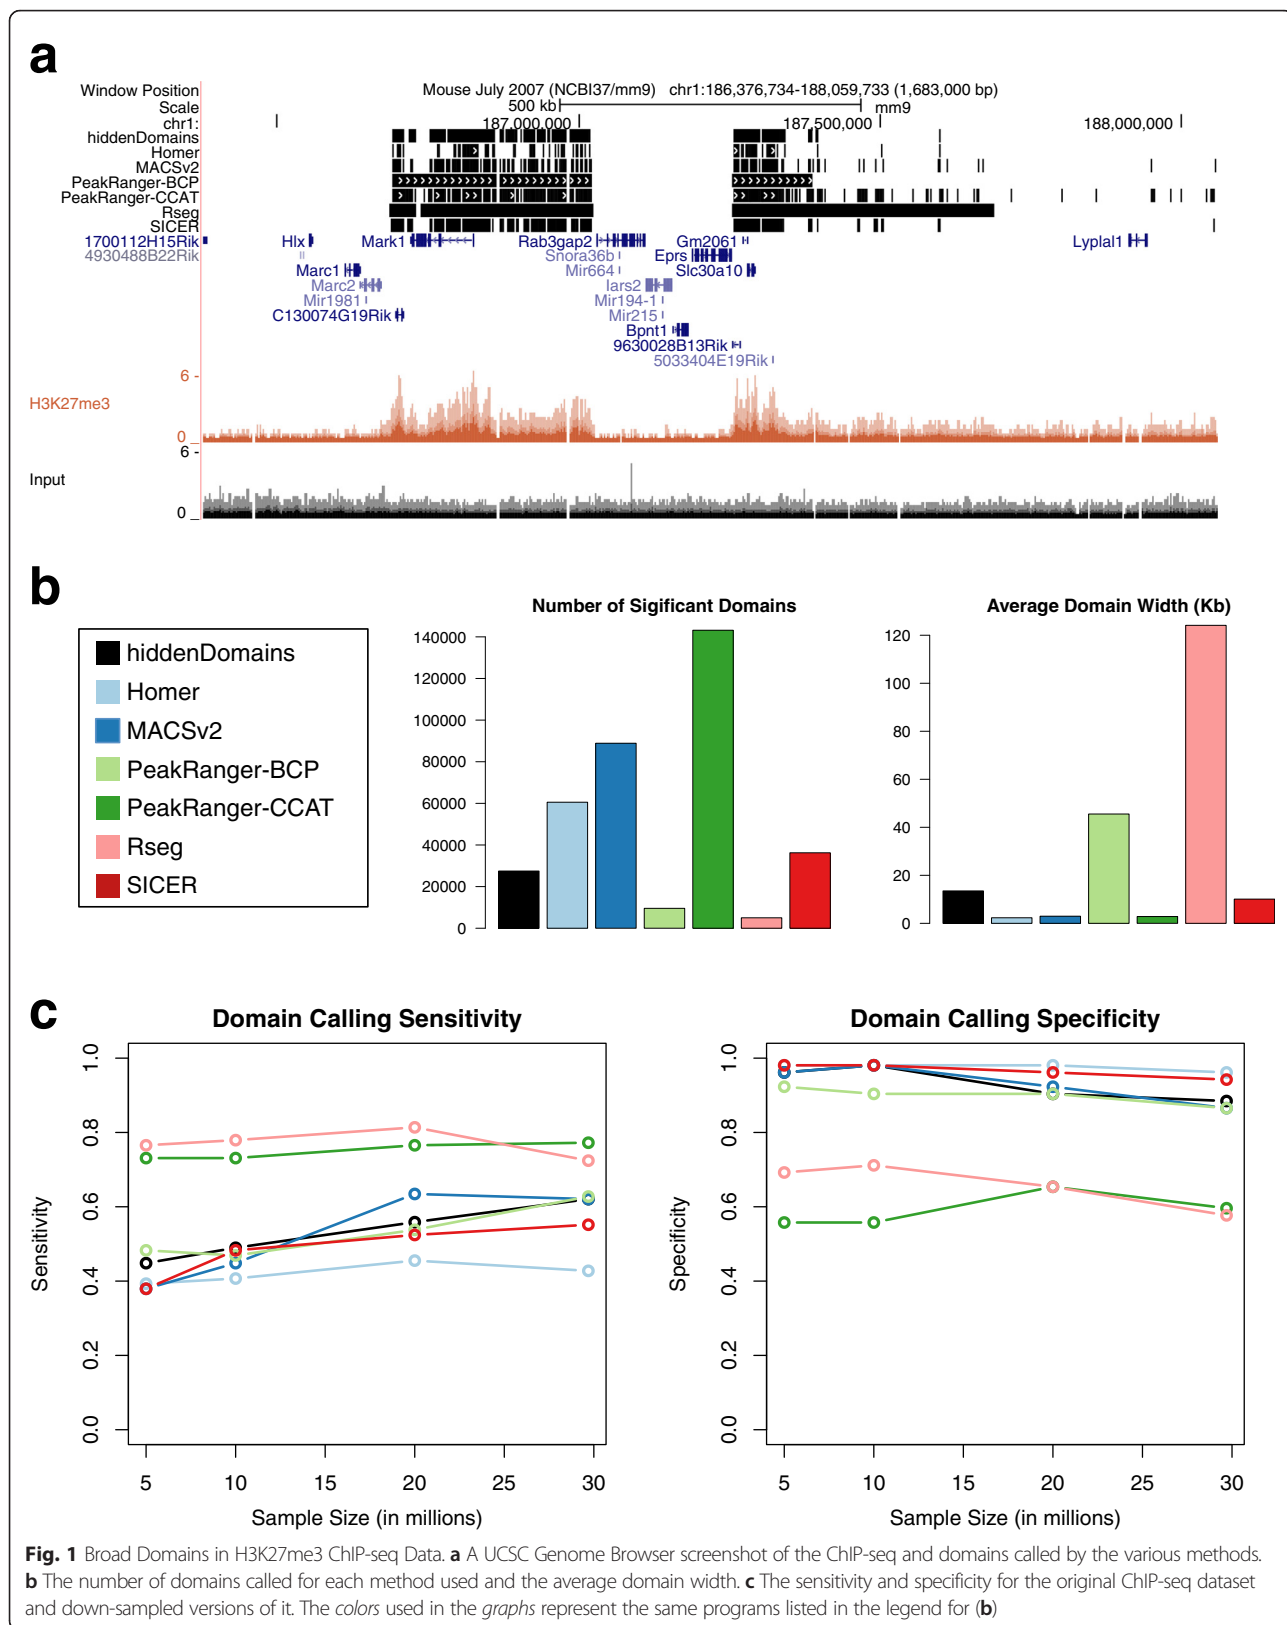 a
Window Position
Mouse July 2007 (NCBI37/mm9) chr1:186,376,734-188,059,733 (1,683,000 bp)
Scale
500 kb
mm9
chr1:
187,000,000
187,500,000
188,000,000
hiddenDomains
Homer
MACSv2
PeakRanger-BCP
PeakRanger-CCAT
Rseg
SICER
1700112H15Rik
Hlx
Mark1
Rab3gap2
Gm2061
Lyplal1
4930488B22Rik
Snora36b
Eprs
Marc1
Mir664
Slc30a10
Marc2
Iars2
Mir1981
Mir194-1
C130074G19Rik
Mir215
Bpnt1
9630028B13Rik
5033404E19Rik
6 -
H3K27me3
0 _
6 -
Input
0 _
b
hiddenDomains
Homer
MACSv2
PeakRanger-BCP
PeakRanger-CCAT
Rseg
SICER
Number of Sigificant Domains
140000
120000
100000
80000
60000
40000
20000
0
Average Domain Width (Kb)
120
100
80
60
40
20
0
c
Domain Calling Sensitivity
Sensitivity
1.0
0.8
0.6
0.4
0.2
0.0
5 10 15 20 25 30
Sample Size (in millions)
Domain Calling Specificity
Specificity
1.0
0.8
0.6
0.4
0.2
0.0
5 10 15 20 25 30
Sample Size (in millions)
Fig. 1 Broad Domains in H3K27me3 ChIP-seq Data. a A UCSC Genome Browser screenshot of the ChIP-seq and domains called by the various methods.
b The number of domains called for each method used and the average domain width. c The sensitivity and specificity for the original ChIP-seq dataset
and down-sampled versions of it. The colors used in the graphs represent the same programs listed in the legend for (b)